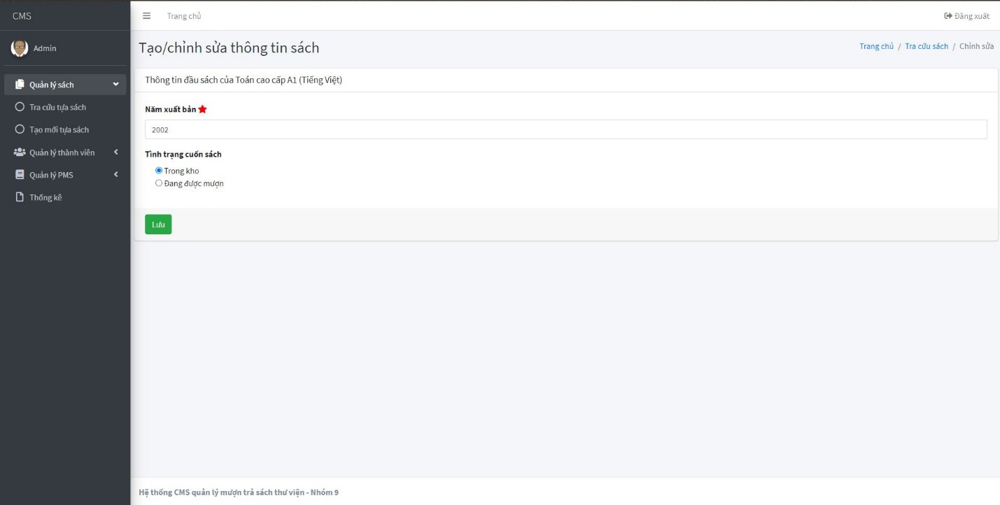 CMS
Trang chủ
Đăng xuất
Admin
Quản lý sách
Tra cứu tựa sách
Tạo mới tựa sách
Quản lý thành viên
Quản lý PMS
Thống kê
Tạo/chỉnh sửa thông tin sách
Trang chủ / Tra cứu sách / Chỉnh sửa
Thông tin đầu sách của Toán cao cấp A1 (Tiếng Việt)
Năm xuất bản
2002
Tình trạng cuốn sách
Trong kho
Đang được mượn
Lưu
Hệ thống CMS quản lý mượn trả sách thư viện - Nhóm 9